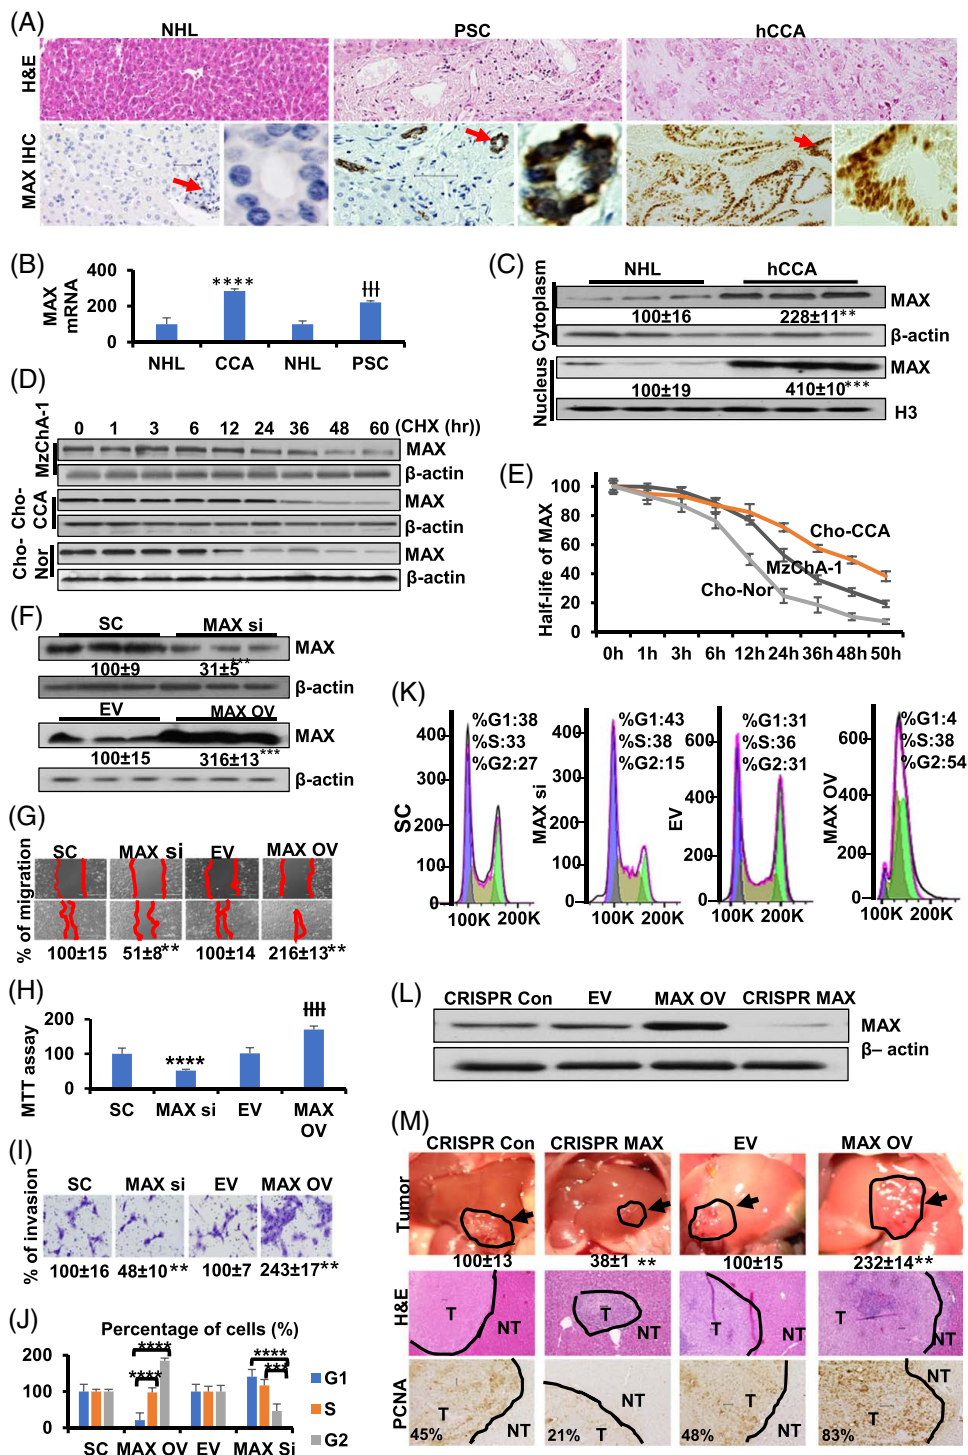 (A)
NHL PSC hCCA
H&E
MAX IHC
(B)
MAX mRNA
400
200
0
****
ƗƗƗ
NHL CCA NHL PSC
(C)
NHL hCCA
Cytoplasm
MAX
100±16 228±11**
β-actin
Nucleus
MAX
100±19 410±10***
H3
(D)
0 1 3 6 12 24 36 48 60 (CHX (hr))
MzChA-1
MAX
β-actin
Cho-CCA
MAX
β-actin
Cho-Nor
MAX
β-actin
(E)
Half-life of MAX
100
80
60
40
20
0
Cho-CCA
MzChA-1
Cho-Nor
0h 1h 3h 6h 12h 24h 36h 48h 50h
(F)
SC MAX si
MAX
100±9 31±5***
β-actin
EV MAX OV
MAX
100±15 316±13***
β-actin
(G)
% of migration
SC MAX si EV MAX OV
100±15 51±8** 100±14 216±13**
(H)
MTT assay
200
100
0
****
ƗƗƗƗ
SC MAX si EV MAX OV
(I)
% of invasion
SC MAX si EV MAX OV
100±16 48±10** 100±7 243±17**
(J)
Percentage of cells (%)
200
100
0
****
****
****
***
G1
S
G2
SC MAX OV EV MAX Si
(K)
SC
400
300
200
100
0
%G1:38
%S:33
%G2:27
100K 200K
MAX si
400
300
200
100
0
%G1:43
%S:38
%G2:15
100K 200K
EV
600
400
200
0
%G1:31
%S:36
%G2:31
100K 200K
MAX OV
600
400
200
0
%G1:4
%S:38
%G2:54
100K 200K
(L)
CRISPR Con EV MAX OV CRISPR MAX
MAX
β– actin
(M)
CRISPR Con CRISPR MAX EV MAX OV
Tumor
100±13 38±1 ** 100±15 232±14**
H&E
T NT T NT T NT T NT
PCNA
T NT T NT T NT T NT
45% 21% 48% 83%